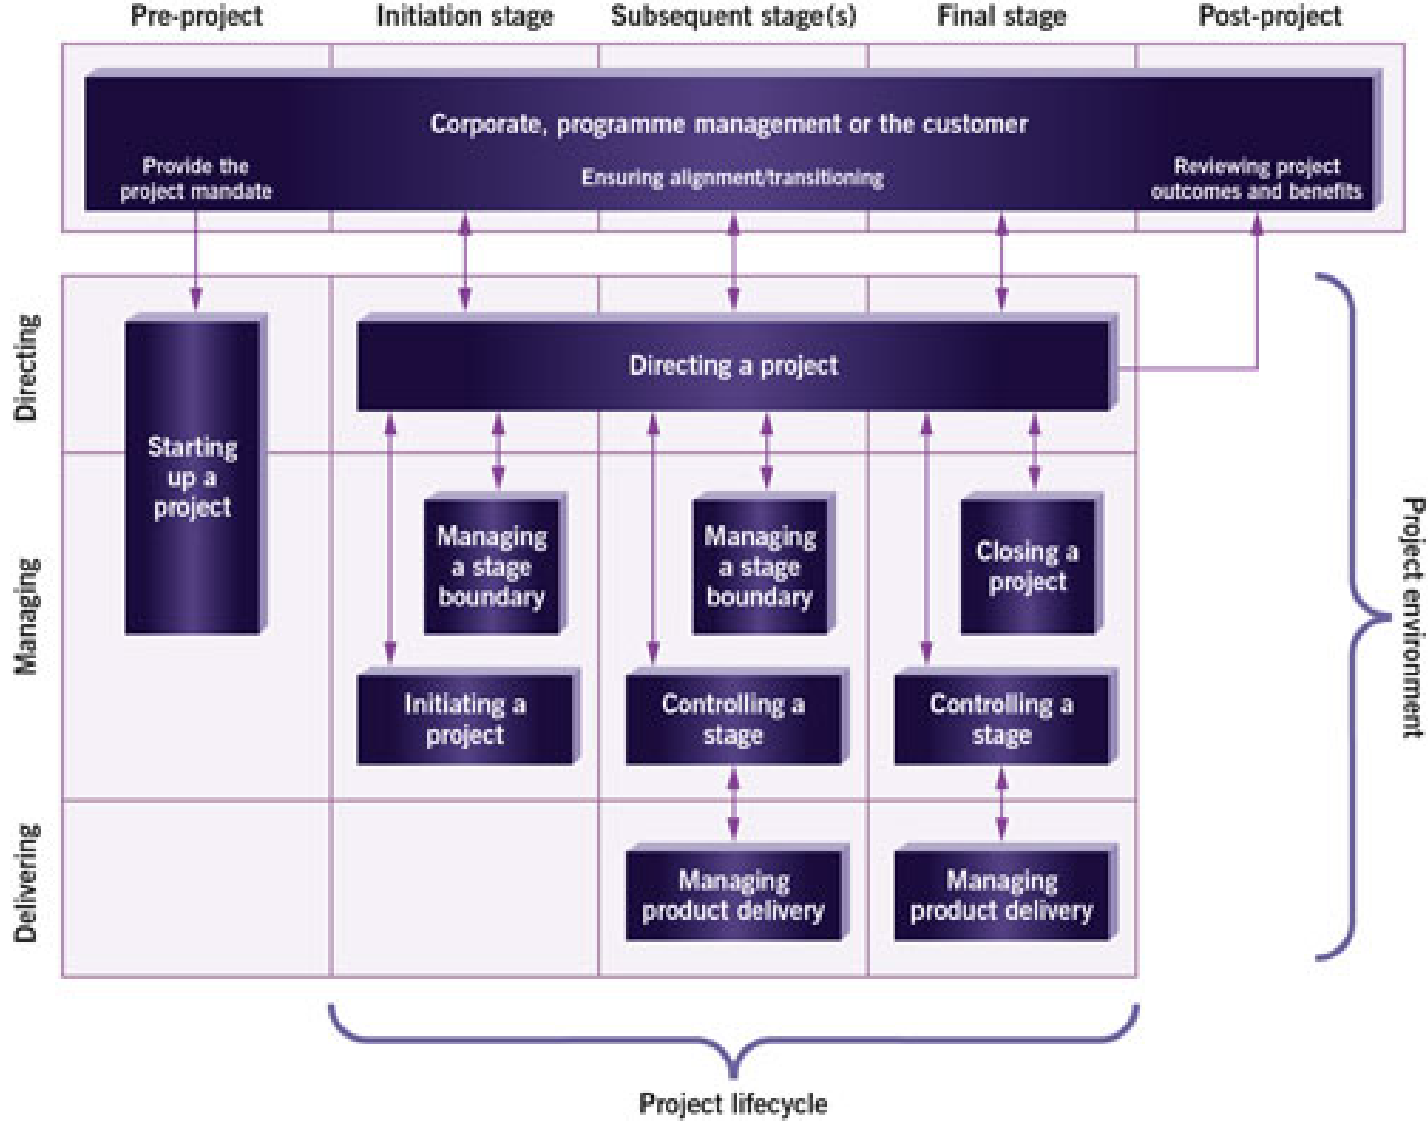 Pre-project
Initiation stage
Subsequent stage(s)
Final stage
Post-project
Corporate, programme management or the customer
Provide the
project mandate
Ensuring alignment/transitioning
Reviewing project
outcomes and benefits
Directing
Directing a project
Starting
up a
project
Managing
Managing
a stage
boundary
Managing
a stage
boundary
Closing a
project
Initiating a
project
Controlling a
stage
Controlling a
stage
Delivering
Managing
product delivery
Managing
product delivery
Project environment
Project lifecycle